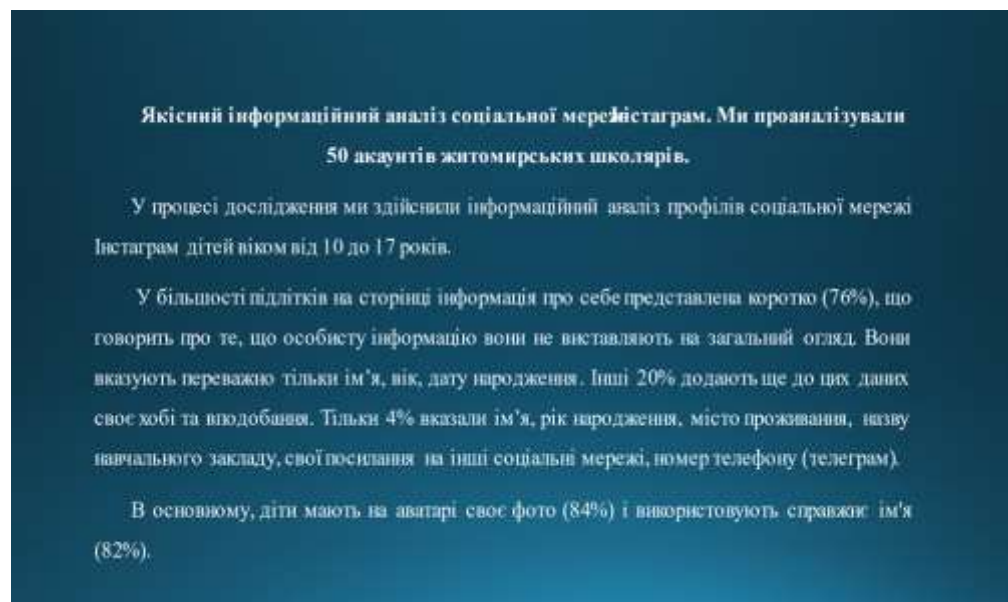 Якісний інформаційний аналіз соціальної мережі Інстаграм. Ми проаналізували
50 акаунтів житомирських школярів.
У процесі дослідження ми здійснили інформаційний аналіз профілів соціальної мережі
Інстаграм дітей віком від 10 до 17 років.
У більшості підлітків на сторінці інформація про себе представлена коротко (76%), що
говорить про те, що особисту інформацію вони не виставляють на загальний огляд. Вони
вказують переважно тільки ім’я, вік, дату народження. Інші 20% додають ще до цих даних
своє хобі та вподобання. Тільки 4% вказали ім’я, рік народження, місто проживання, назву
навчального закладу, свої посилання на інші соціальні мережі, номер телефону (телеграм).
В основному, діти мають на аватарі своє фото (84%) і використовують справжнє ім'я
(82%).